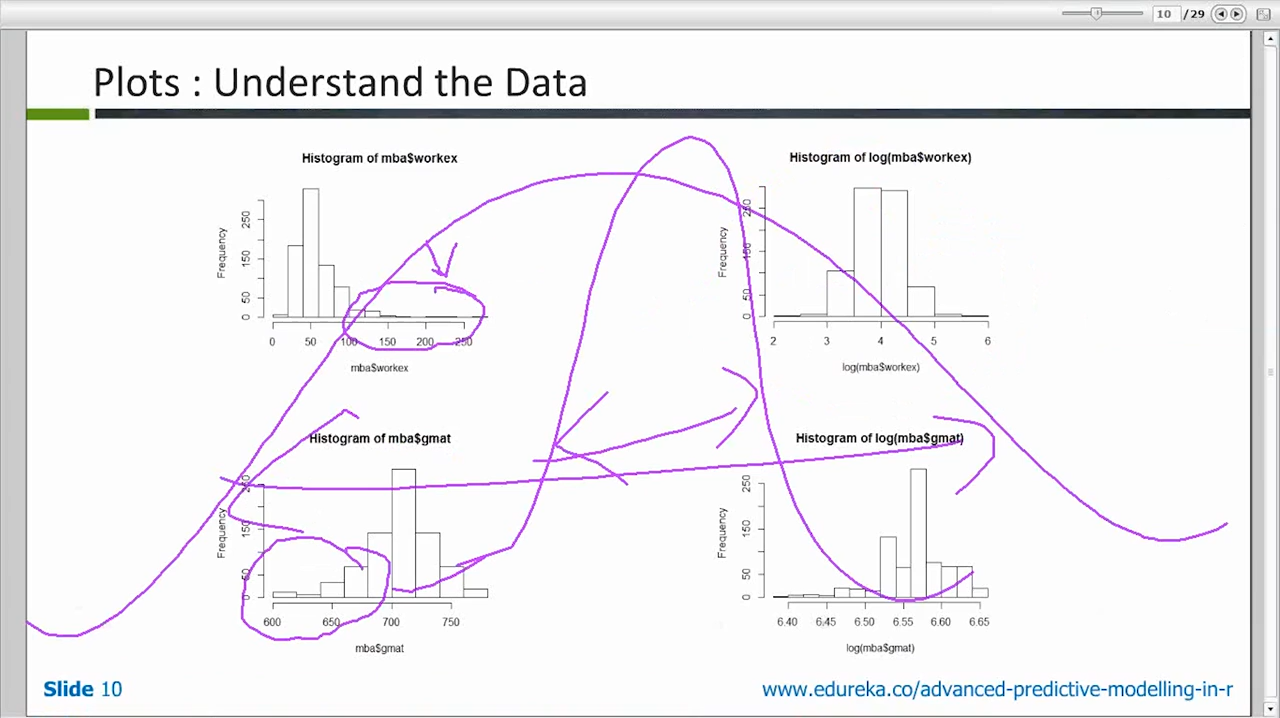 10 /29
Plots : Understand the Data
Histogram of mba$workex
Frequency
50 150 250
0 50 100 150 200 250
mba$workex
Histogram of log(mba$workex)
Frequency
0 50 150 250
2 3 4 5 6
log(mba$workex)
Histogram of mba$gmat
Frequency
0 50 150 250
600 650 700 750
mba$gmat
Histogram of log(mba$gmat)
Frequency
0 50 150 250
6.40 6.45 6.50 6.55 6.60 6.65
log(mba$gmat)
Slide 10
www.edureka.co/advanced-predictive-modelling-in-r